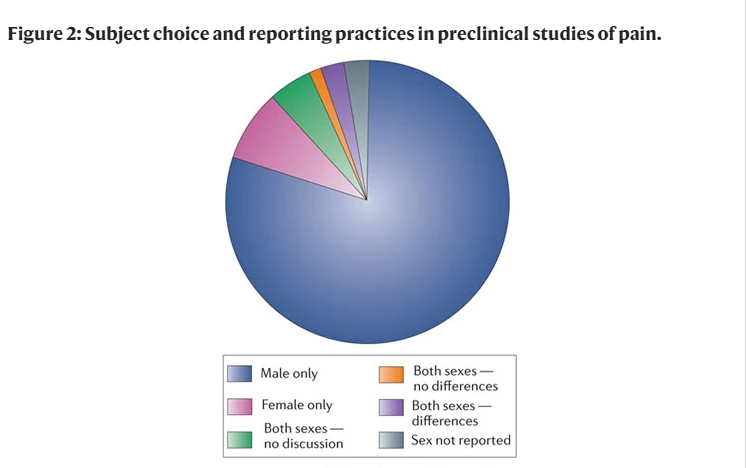 Figure 2: Subject choice and reporting practices in preclinical studies of pain.
Male only
Female only
Both sexes —
no discussion
Both sexes —
no differences
Both sexes —
differences
Sex not reported